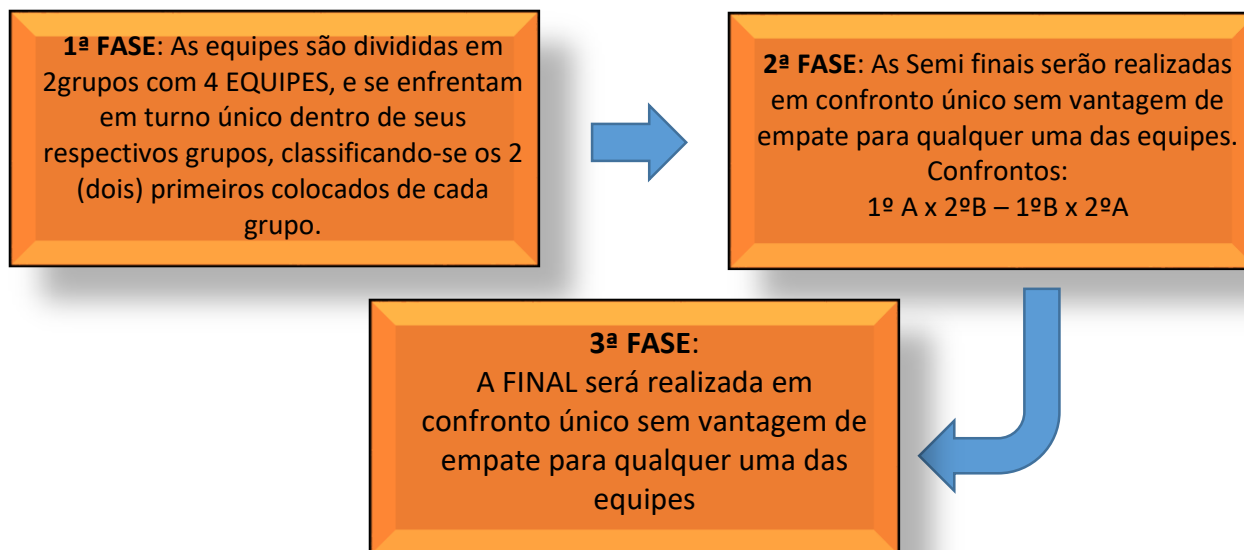 1ª FASE: As equipes são divididas em
2grupos com 4 EQUIPES, e se enfrentam
em turno único dentro de seus
respectivos grupos, classificando-se os 2
(dois) primeiros colocados de cada
grupo.
2ª FASE: As Semi finais serão realizadas
em confronto único sem vantagem de
empate para qualquer uma das equipes.
Confrontos:
1º A x 2ºB – 1ºB x 2ºA
3ª FASE:
A FINAL será realizada em
confronto único sem vantagem de
empate para qualquer uma das
equipes